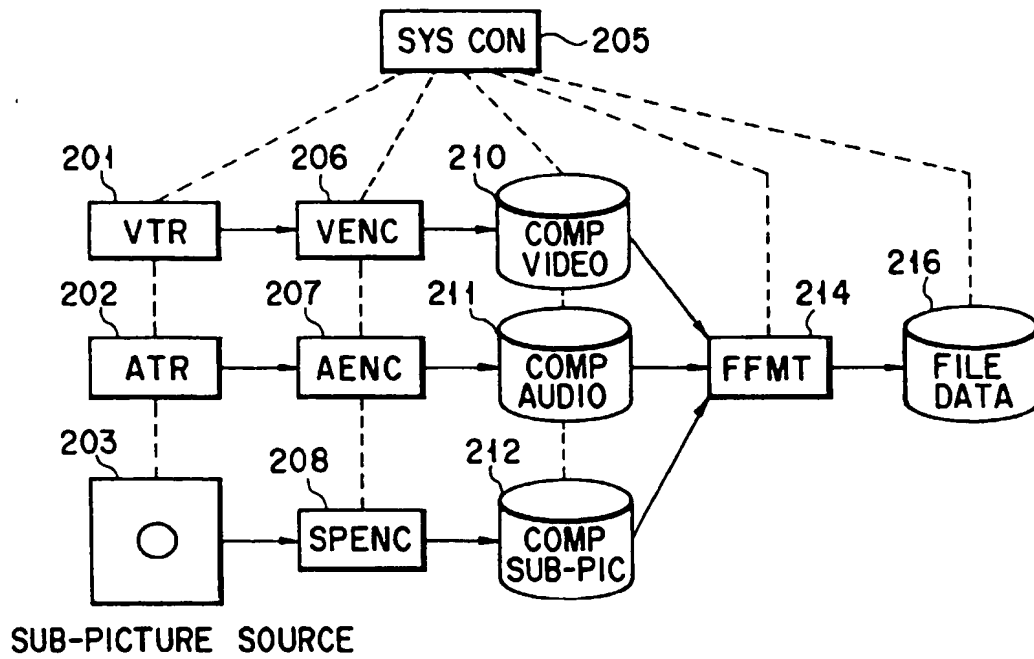 SYS CON
205
201
206
210
VTR
VENC
COMP
VIDEO
202
207
211
214
216
ATR
AENC
COMP
AUDIO
FFMT
FILE
DATA
203
208
212
SPENC
COMP
SUB-PIC
SUB-PICTURE SOURCE